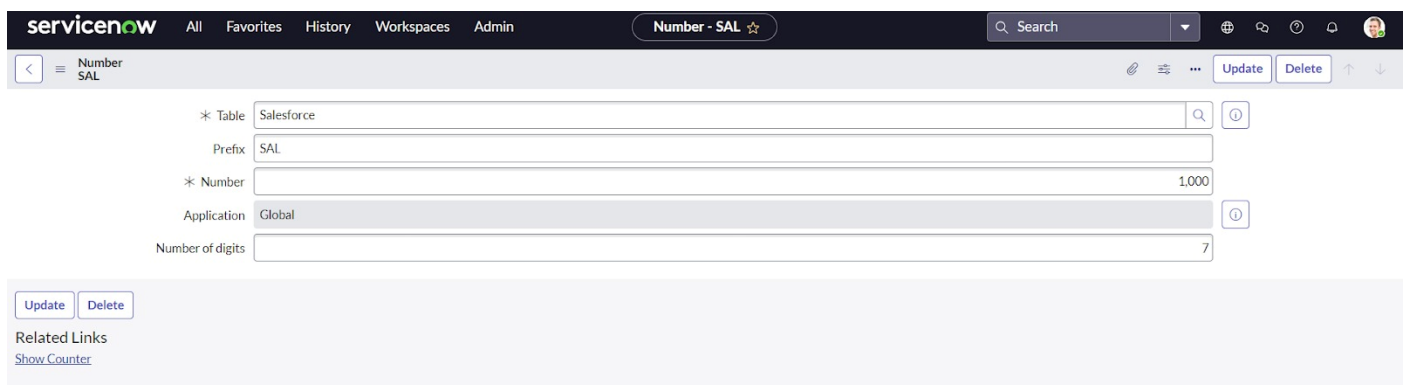 servicenow All Favorites History Workspaces Admin Number - SAL Search
Number
SAL
Update Delete
* Table Salesforce
Prefix SAL
* Number 1,000
Application Global
Number of digits 7
Update Delete
Related Links
Show Counter